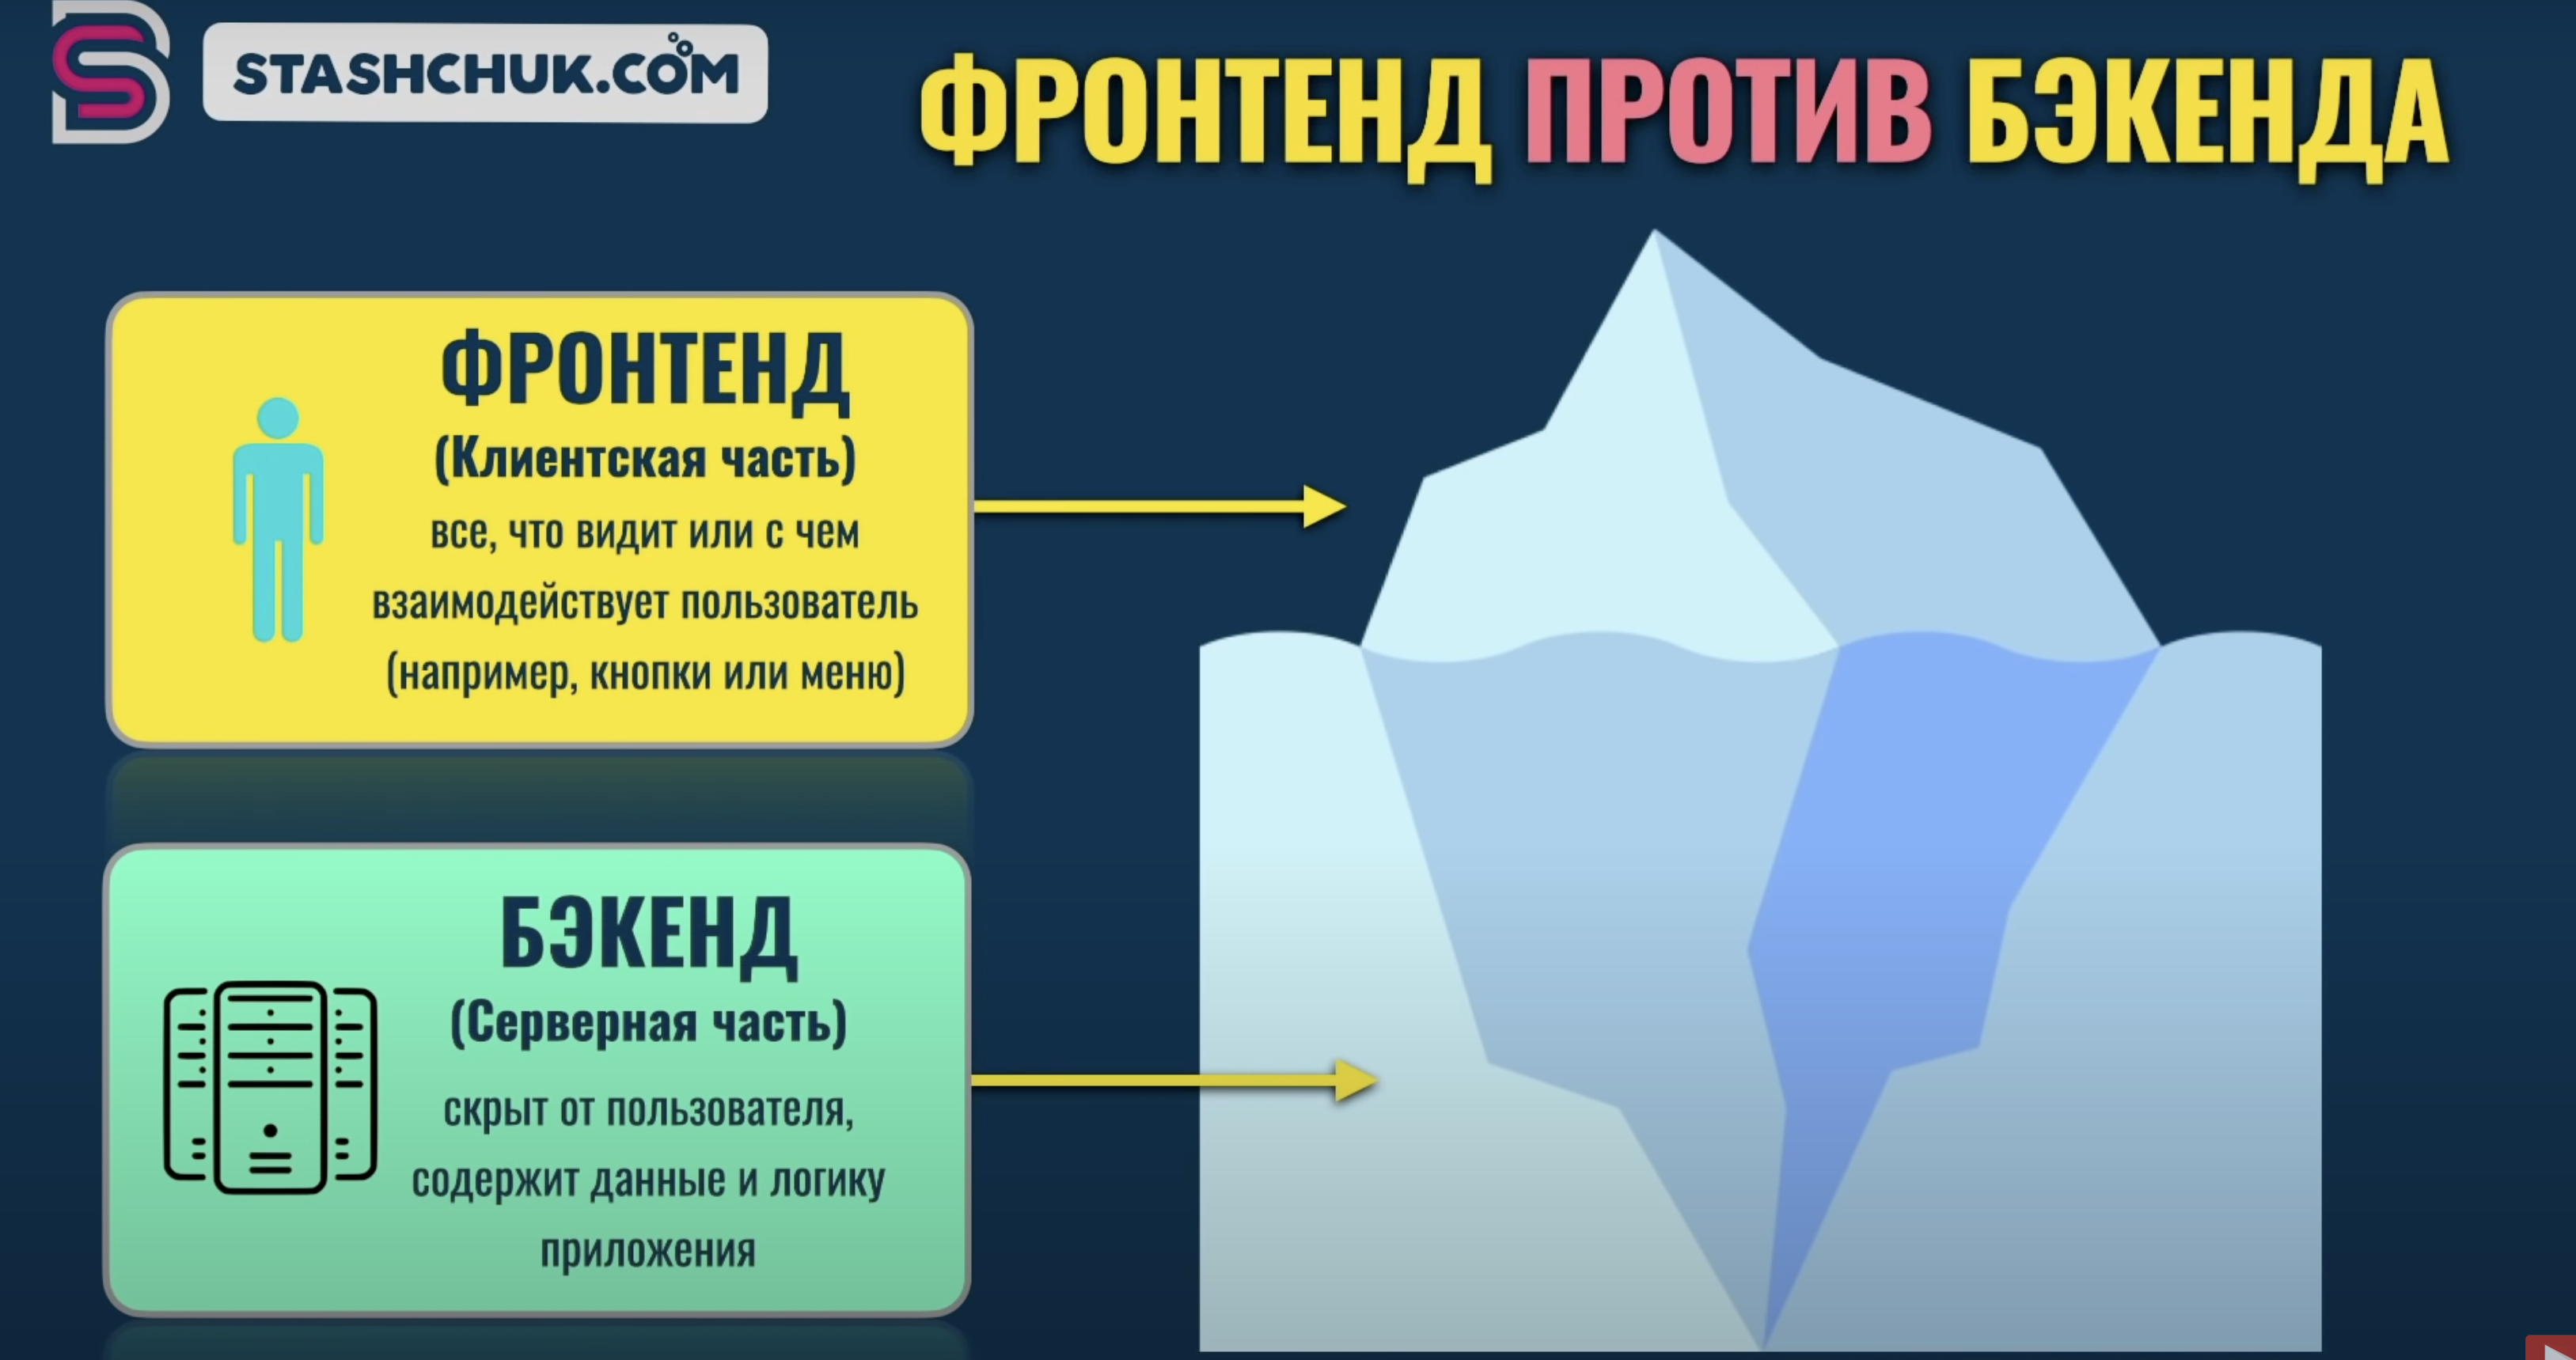 STASHCHUK.COM
ФРОНТЕНД ПРОТИВ БЭКЕНДА
ФРОНТЕНД
(Клиентская часть)
все, что видит или с чем
взаимодействует пользователь
(например, кнопки или меню)
БЭКЕНД
(Серверная часть)
скрыт от пользователя,
содержит данные и логику
приложения